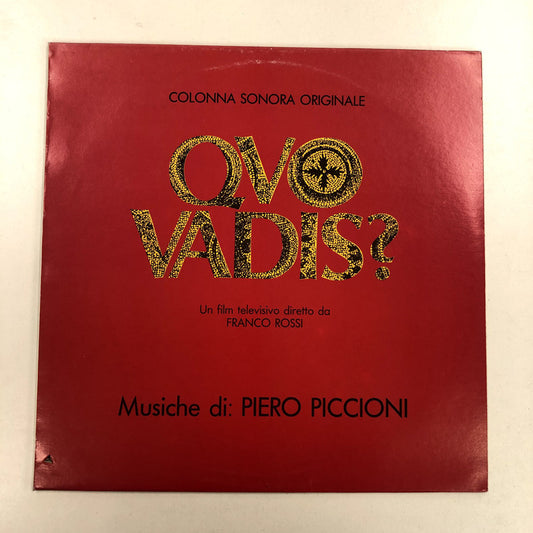 COLONNA SONORA ORIGINALE
QVO
VADIS?
Un film televisivo diretto da
FRANCO ROSSI
Musiche di: PIERO PICCIONI